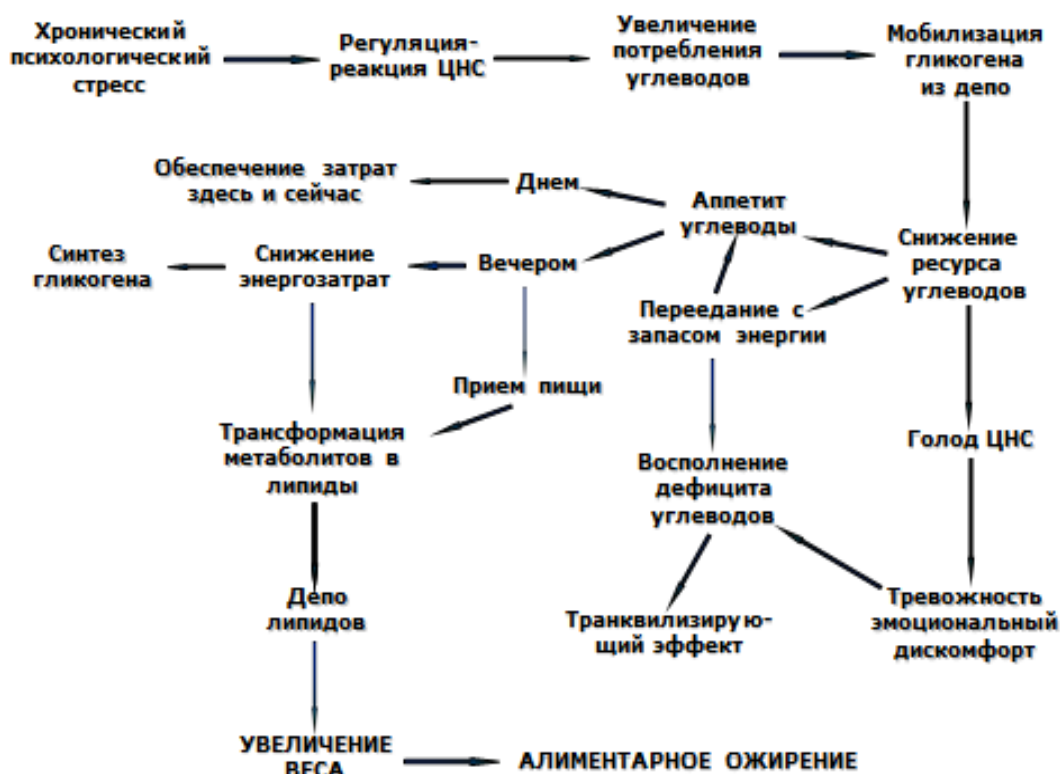 Хронический
психологический
стресс
Регуляция-
реакция ЦНС
Увеличение
потребления
углеводов
Мобилизация
гликогена
из депо
Обеспечение затрат
здесь и сейчас
Днем
Аппетит
углеводы
Синтез
гликогена
Снижение
энергозатрат
Вечером
Снижение
ресурса
углеводов
Переедание с
запасом энергии
Прием пищи
Трансформация
метаболитов в
липиды
Восполнение
дефицита
углеводов
Голод ЦНС
Депо
липидов
Транквилизирую-
щий эффект
Тревожность
эмоциональный
дискомфорт
УВЕЛИЧЕНИЕ
ВЕСА
АЛИМЕНТАРНОЕ ОЖИРЕНИЕ